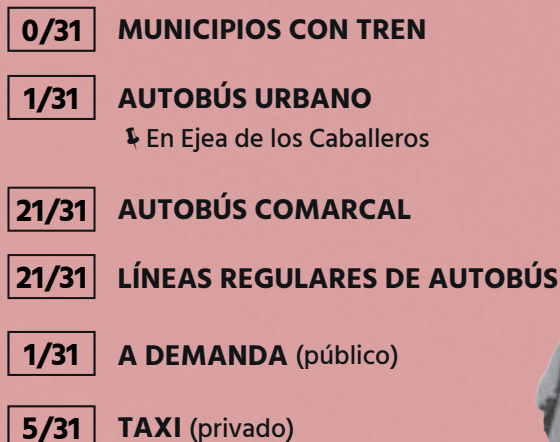 0/31 MUNICIPIOS CON TREN
1/31 AUTOBÚS URBANO
En Ejea de los Caballeros
21/31 AUTOBÚS COMARCAL
21/31 LÍNEAS REGULARES DE AUTOBÚS
1/31 A DEMANDA (público)
5/31 TAXI (privado)